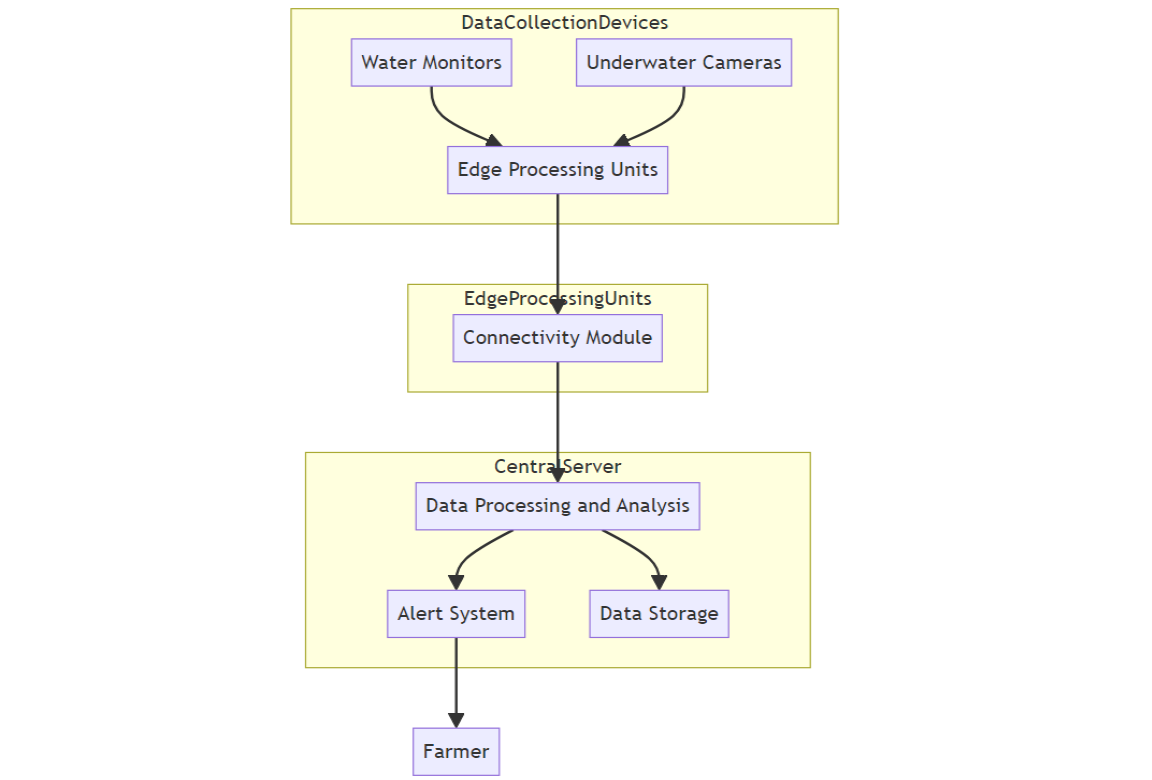 DataCollectionDevices
Water Monitors
Underwater Cameras
Edge Processing Units
EdgeProcessingUnits
Connectivity Module
CentralServer
Data Processing and Analysis
Alert System
Data Storage
Farmer